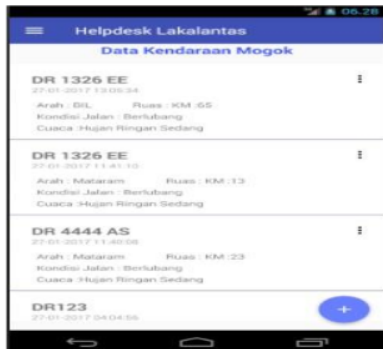 06.28
Helpdesk Lakalantas
Data Kendaraan Mogok
DR 1326 EE
27-01-2017 13:05:34
Arah : BIL Ruas : KM :65
Kondisi Jalan : Berlubang
Cuaca :Hujan Ringan Sedang
DR 1326 EE
27-01-2017 11:41:10
Arah : Mataram Ruas : KM :13
Kondisi Jalan : Berlubang
Cuaca :Hujan Ringan Sedang
DR 4444 AS
27-01-2017 11:40:08
Arah : Mataram Ruas : KM :23
Kondisi Jalan : Berlubang
Cuaca :Hujan Ringan Sedang
DR123
27-01-2017 04:04:56